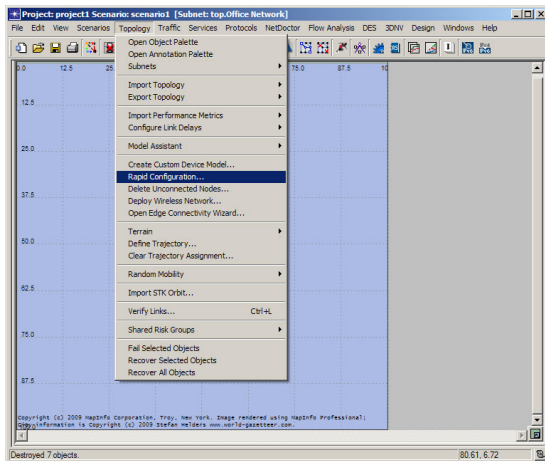 Project: project1 Scenario: scenario1 [Subnet: top.Office Network]
File Edit View Scenarios Topology Traffic Services Protocols NetDoctor Flow Analysis DES 3DNV Design Windows Help
Open Object Palette
Open Annotation Palette
Subnets
Import Topology
Export Topology
Import Performance Metrics
Configure Link Delays
Model Assistant
Create Custom Device Model...
Rapid Configuration...
Delete Unconnected Nodes...
Deploy Wireless Network...
Open Edge Connectivity Wizard...
Terrain
Define Trajectory...
Clear Trajectory Assignment...
Random Mobility
Import STK Orbit...
Verify Links... Ctrl+L
Shared Risk Groups
Fail Selected Objects
Recover Selected Objects
Recover All Objects
0.0 12.5 25 75.0 87.5 10
12.5
25.0
37.5
50.0
62.5
75.0
87.5
Copyright (c) 2009 MapInfo Corporation, Troy, New York. Image rendered using MapInfo Professional;
information is Copyright (c) 2009 Stefan Helders www.world-gazetteer.com.
Destroyed 7 objects. 80.61, 6.72